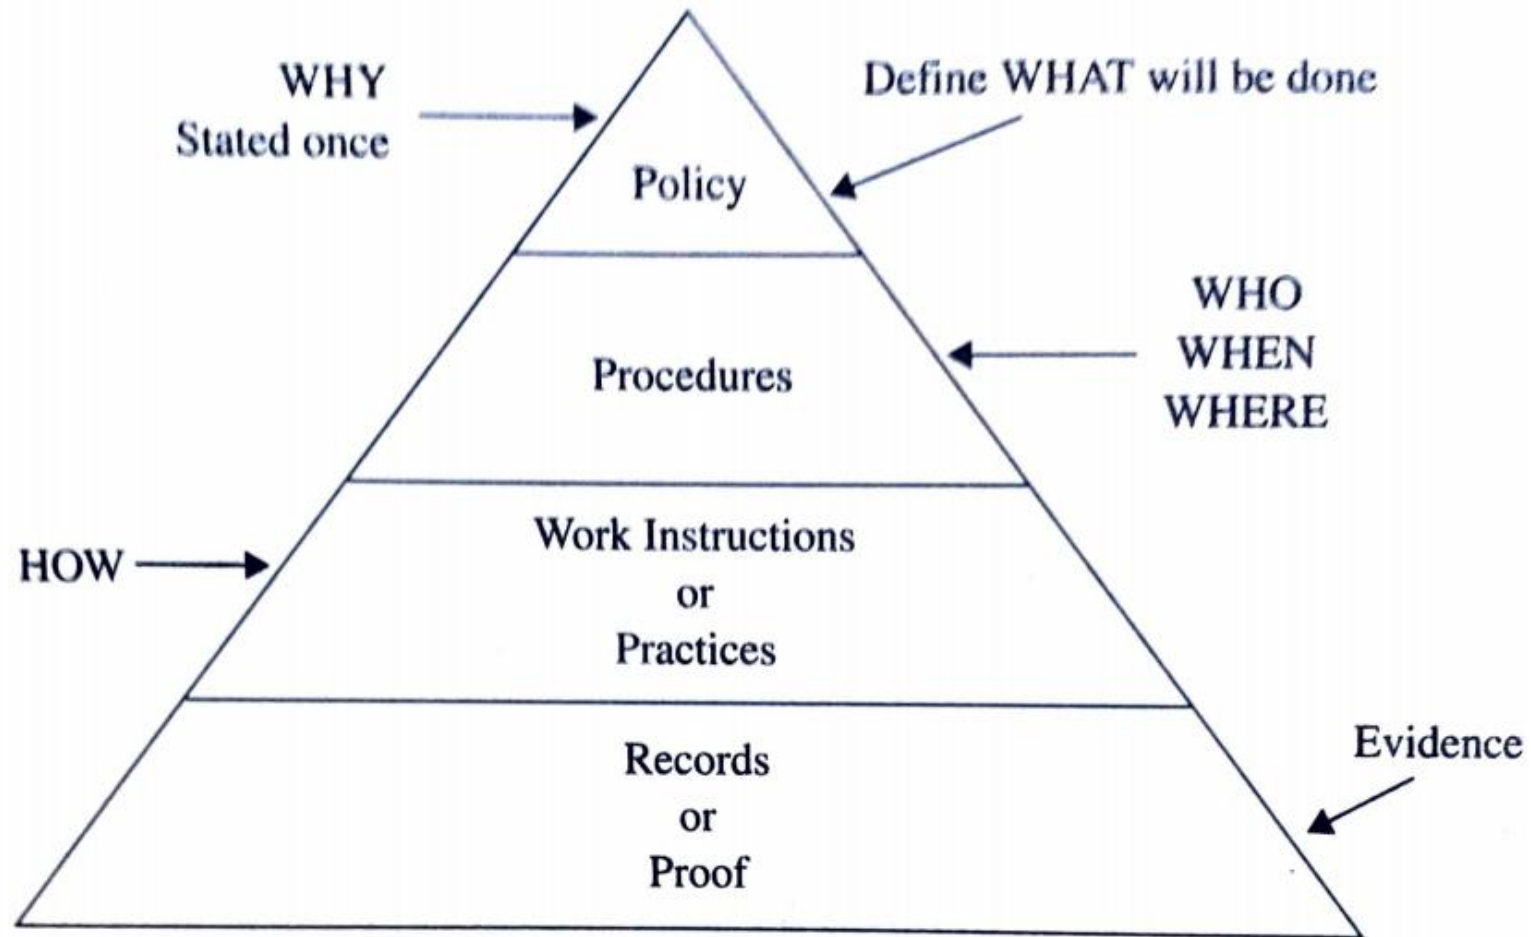 WHY
Stated once
Define WHAT will be done
Policy
WHO
WHEN
WHERE
Procedures
HOW
Work Instructions
or
Practices
Evidence
Records
or
Proof